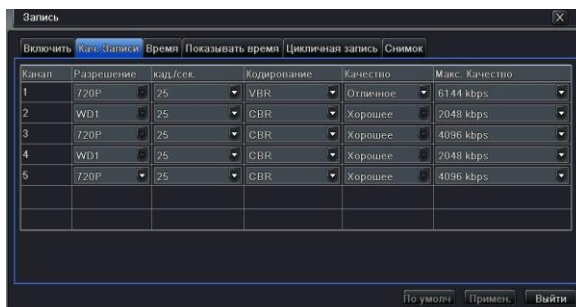 Запись X
Включить Кач. Записи Время Показывать время Цикличная запись Снимок
Канал Разрешение кад./сек. Кодирование Качество Макс. Качество
1 720P 25 VBR Отличное 6144 kbps
2 WD1 25 CBR Хорошее 2048 kbps
3 720P 25 CBR Хорошее 4096 kbps
4 WD1 25 CBR Хорошее 2048 kbps
5 720P 25 CBR Хорошее 4096 kbps
По умолч Примен. Выйти